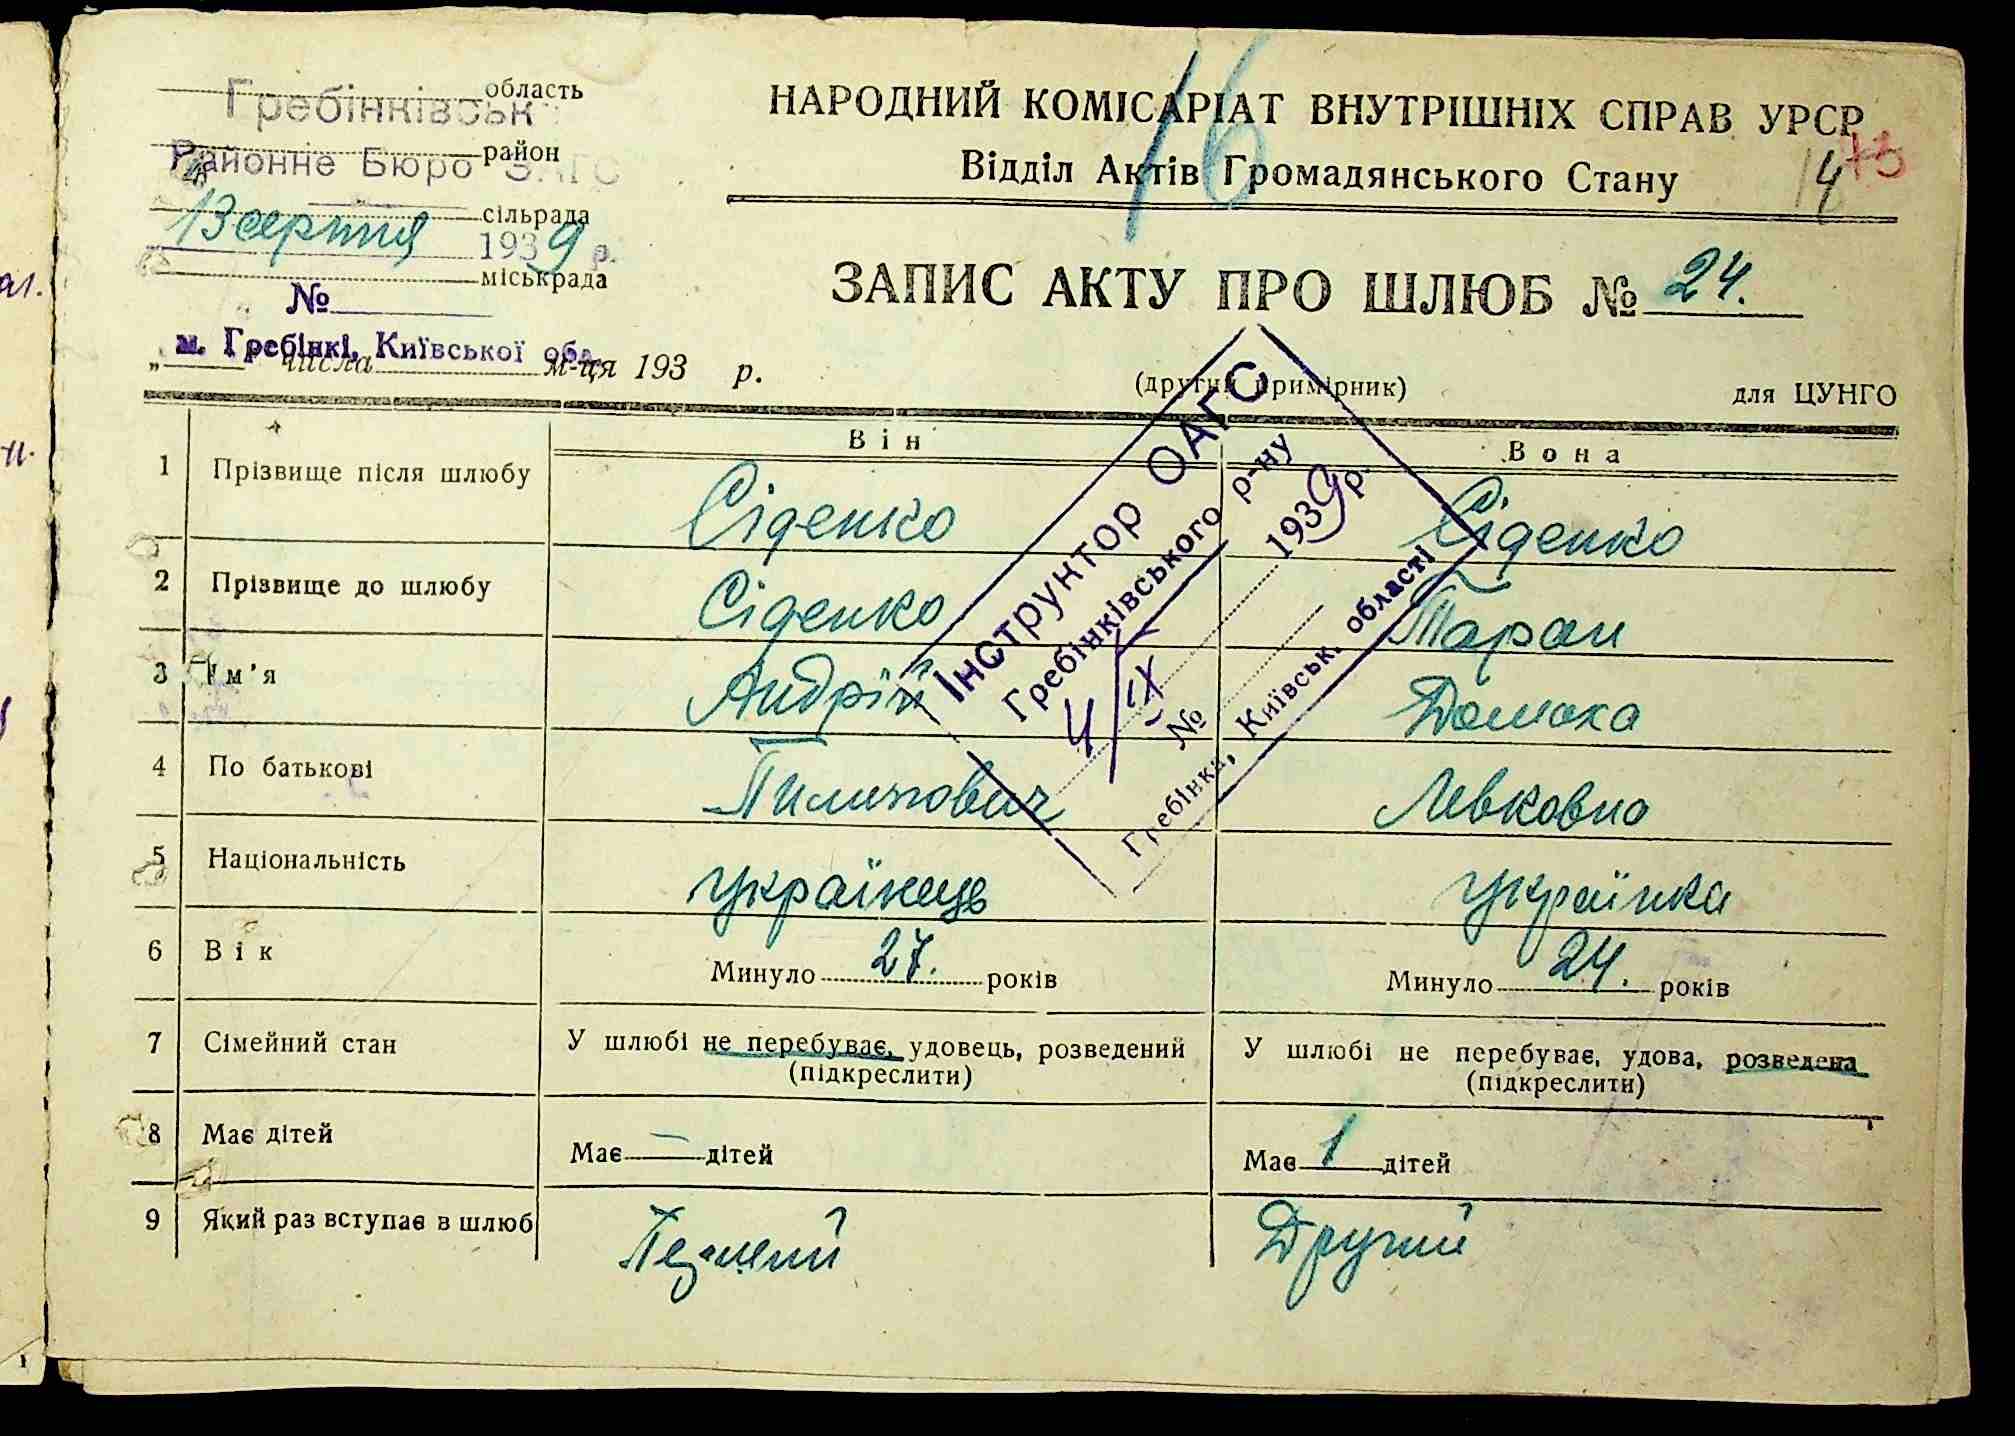 Гребінківськ область
Районне Бюро ЗАГС район
сільрада
13 серпня 1939 р.
міськрада
№
м. Гребінкі, Київської обл.
„ числа м-ця 193 р.
16
НАРОДНИЙ КОМІСАРІАТ ВНУТРІШНІХ СПРАВ УРСР
Відділ Актів Громадянського Стану 14 73
ЗАПИС АКТУ ПРО ШЛЮБ № 24.
(другий примірник) для ЦУНГО
Інструктор ОАГС
Гребінківського р-ну
4/IX 1939 р.
№
Гребінка, Київськ. області
Він Вона
1 Прізвище після шлюбу Сіденко Сіденко
2 Прізвище до шлюбу Сіденко Таран
3 Ім'я Андрій Домака
4 По батькові Пилипович Левковна
5 Національність українець українка
6 Вік Минуло 27. років Минуло 24. років
7 Сімейний стан У шлюбі не перебуває, удовець, розведений У шлюбі не перебуває, удова, розведена
(підкреслити) (підкреслити)
8 Має дітей Має — дітей Має 1 дітей
9 Який раз вступає в шлюб Другий